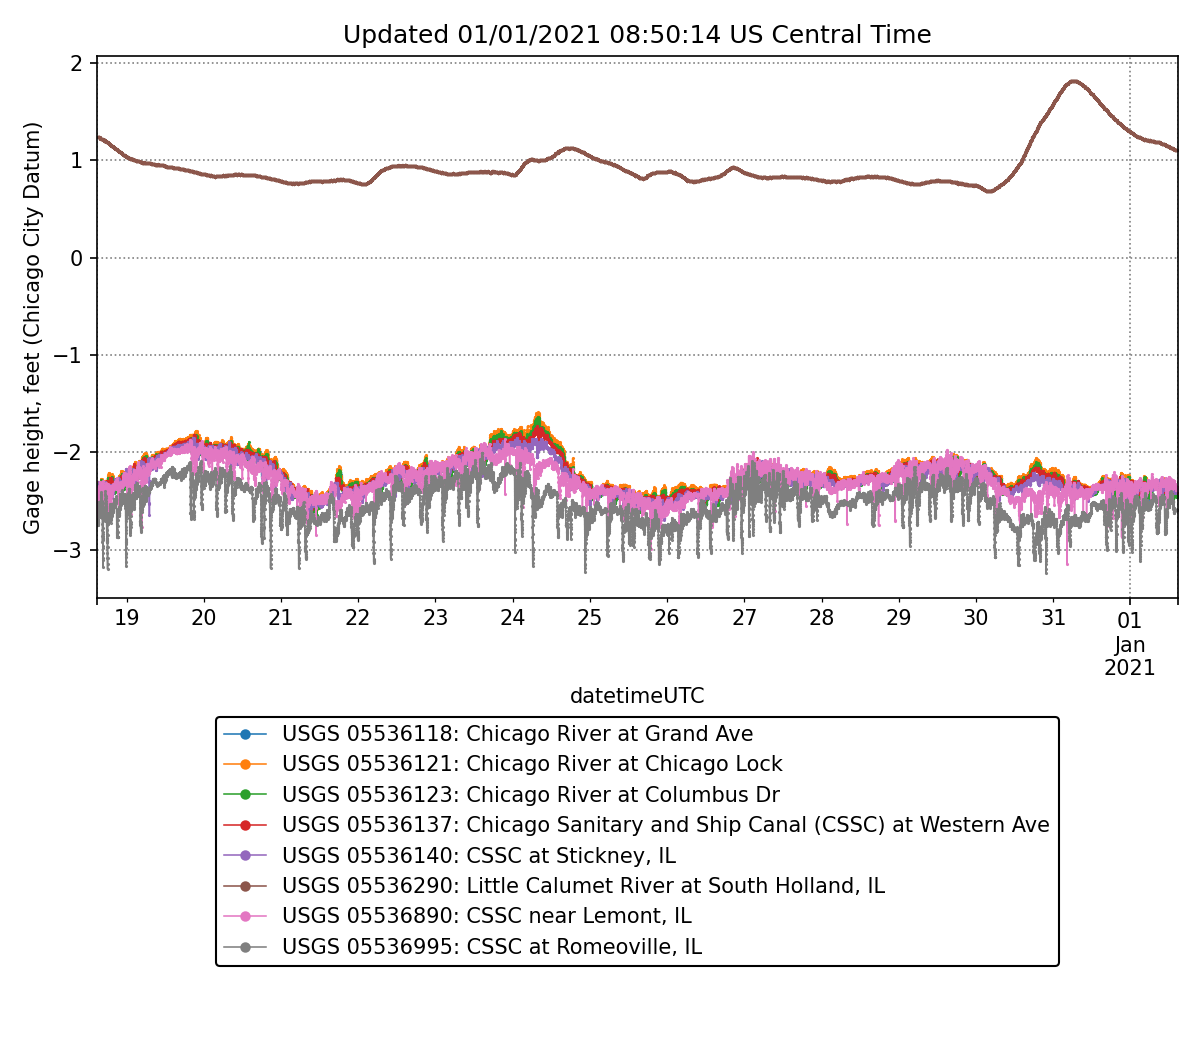 Updated 01/01/2021 08:50:14 US Central Time
Gage height, feet (Chicago City Datum)
2
1
0
−1
−2
−3
19 20 21 22 23 24 25 26 27 28 29 30 31 01
Jan
2021
datetimeUTC
USGS 05536118: Chicago River at Grand Ave
USGS 05536121: Chicago River at Chicago Lock
USGS 05536123: Chicago River at Columbus Dr
USGS 05536137: Chicago Sanitary and Ship Canal (CSSC) at Western Ave
USGS 05536140: CSSC at Stickney, IL
USGS 05536290: Little Calumet River at South Holland, IL
USGS 05536890: CSSC near Lemont, IL
USGS 05536995: CSSC at Romeoville, IL